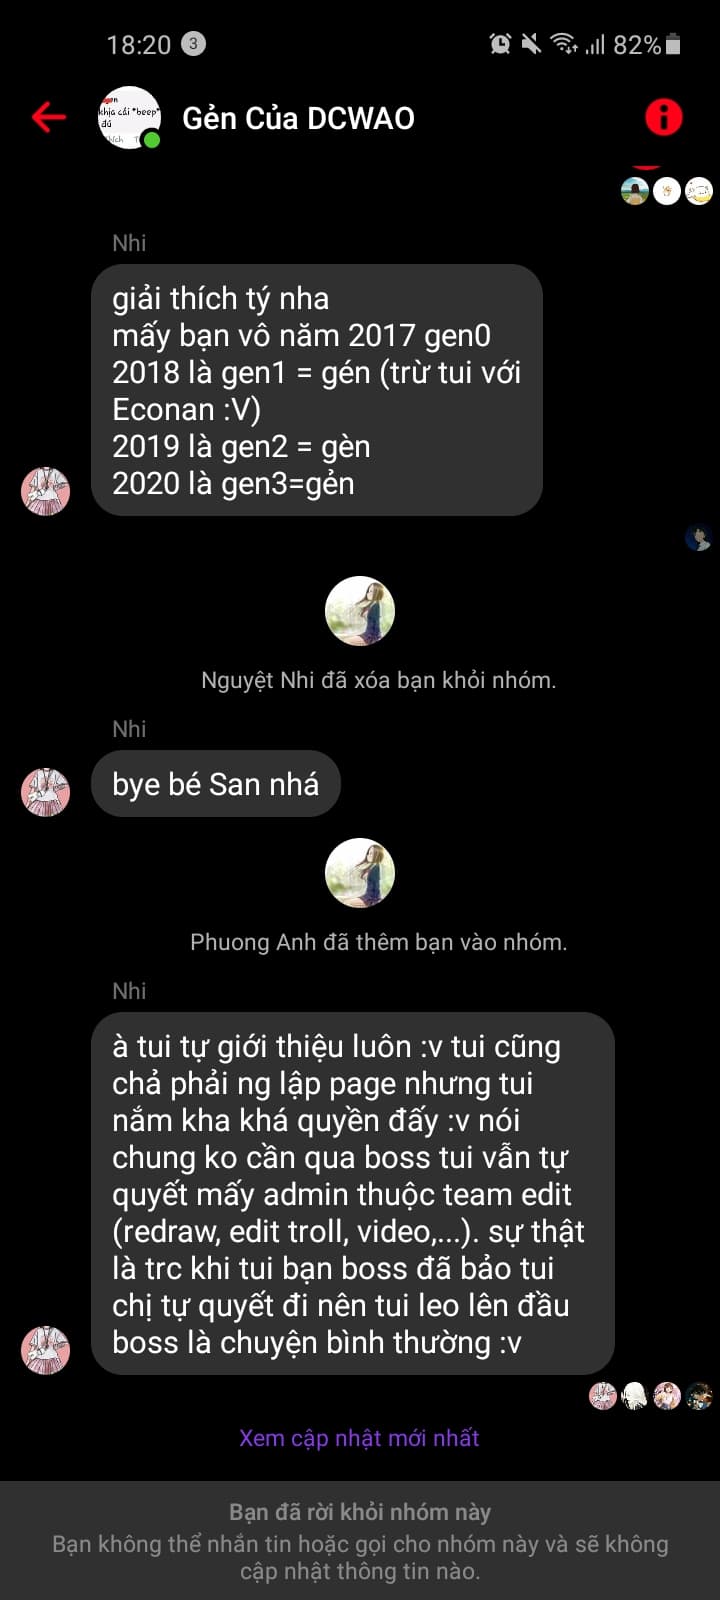 18:20 3 82%
Gẻn Của DCWAO
khịa cái *beep*
đú
Nhi
giải thích tý nha
mấy bạn vô năm 2017 gen0
2018 là gen1 = gén (trừ tui với
Econan :V)
2019 là gen2 = gèn
2020 là gen3=gẻn
Nguyệt Nhi đã xóa bạn khỏi nhóm.
Nhi
bye bé San nhá
Phuong Anh đã thêm bạn vào nhóm.
Nhi
à tui tự giới thiệu luôn :v tui cũng
chả phải ng lập page nhưng tui
nắm kha khá quyền đấy :v nói
chung ko cần qua boss tui vẫn tự
quyết mấy admin thuộc team edit
(redraw, edit troll, video,...). sự thật
là trc khi tui bạn boss đã bảo tui
chị tự quyết đi nên tui leo lên đầu
boss là chuyện bình thường :v
Xem cập nhật mới nhất
Bạn đã rời khỏi nhóm này
Bạn không thể nhắn tin hoặc gọi cho nhóm này và sẽ không
cập nhật thông tin nào.